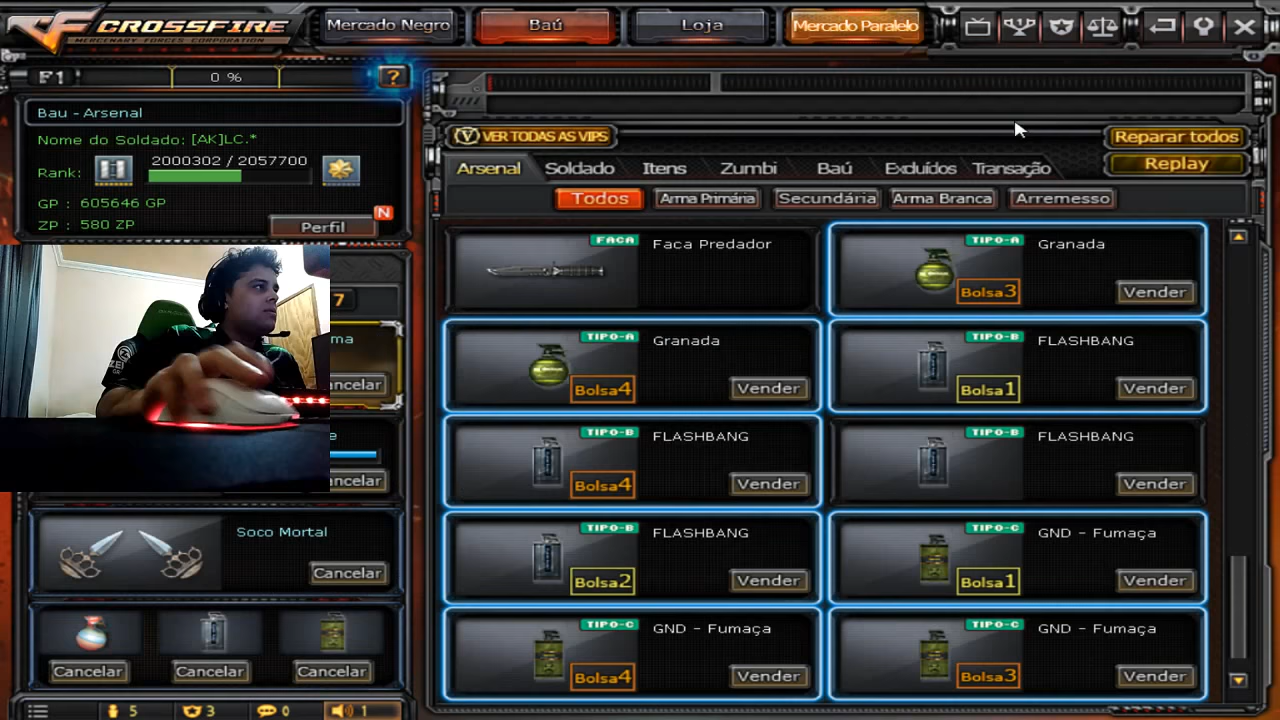 CROSSFIRE
MERCENARY FORCES CORPORATION
Mercado Negro
Baú
Loja
Mercado Paralelo
F1
0 %
?
Bau - Arsenal
Nome do Soldado: [AK]LC.*
Rank:
2000302 / 2057700
GP : 605646 GP
ZP : 580 ZP
N
Perfil
7
ma
ancelar
e
ancelar
Soco Mortal
Cancelar
Cancelar
Cancelar
Cancelar
5
3
0
1
V VER TODAS AS VIPS
Reparar todos
Replay
Arsenal
Soldado
Itens
Zumbi
Baú
Excluídos
Transação
Todos
Arma Primária
Secundária
Arma Branca
Arremesso
FACA
Faca Predador
TIPO-A
Granada
Bolsa3
Vender
TIPO-A
Granada
Bolsa4
Vender
TIPO-B
FLASHBANG
Bolsa1
Vender
TIPO-B
FLASHBANG
Bolsa4
Vender
TIPO-B
FLASHBANG
Vender
TIPO-B
FLASHBANG
Bolsa2
Vender
TIPO-C
GND - Fumaça
Bolsa1
Vender
TIPO-C
GND - Fumaça
Bolsa4
Vender
TIPO-C
GND - Fumaça
Bolsa3
Vender